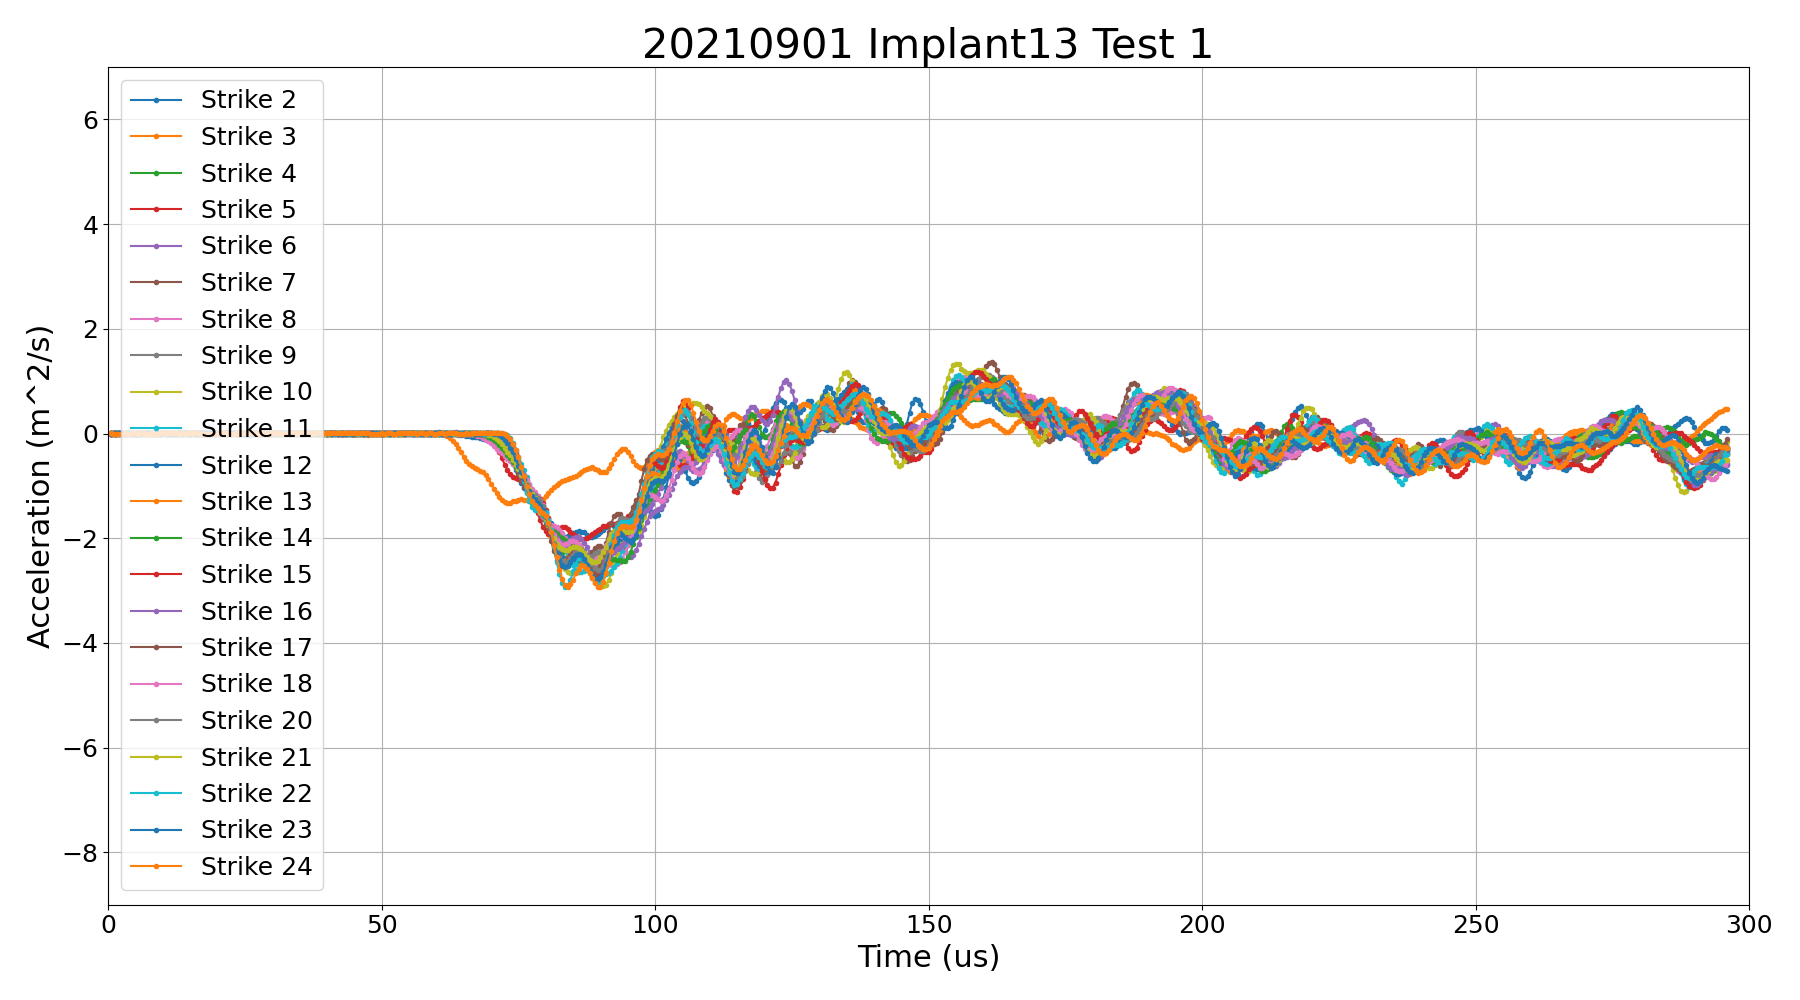 20210901 Implant13 Test 1
Acceleration (m^2/s)
6
4
2
0
−2
−4
−6
−8
Strike 2
Strike 3
Strike 4
Strike 5
Strike 6
Strike 7
Strike 8
Strike 9
Strike 10
Strike 11
Strike 12
Strike 13
Strike 14
Strike 15
Strike 16
Strike 17
Strike 18
Strike 20
Strike 21
Strike 22
Strike 23
Strike 24
0 50 100 150 200 250 300
Time (us)